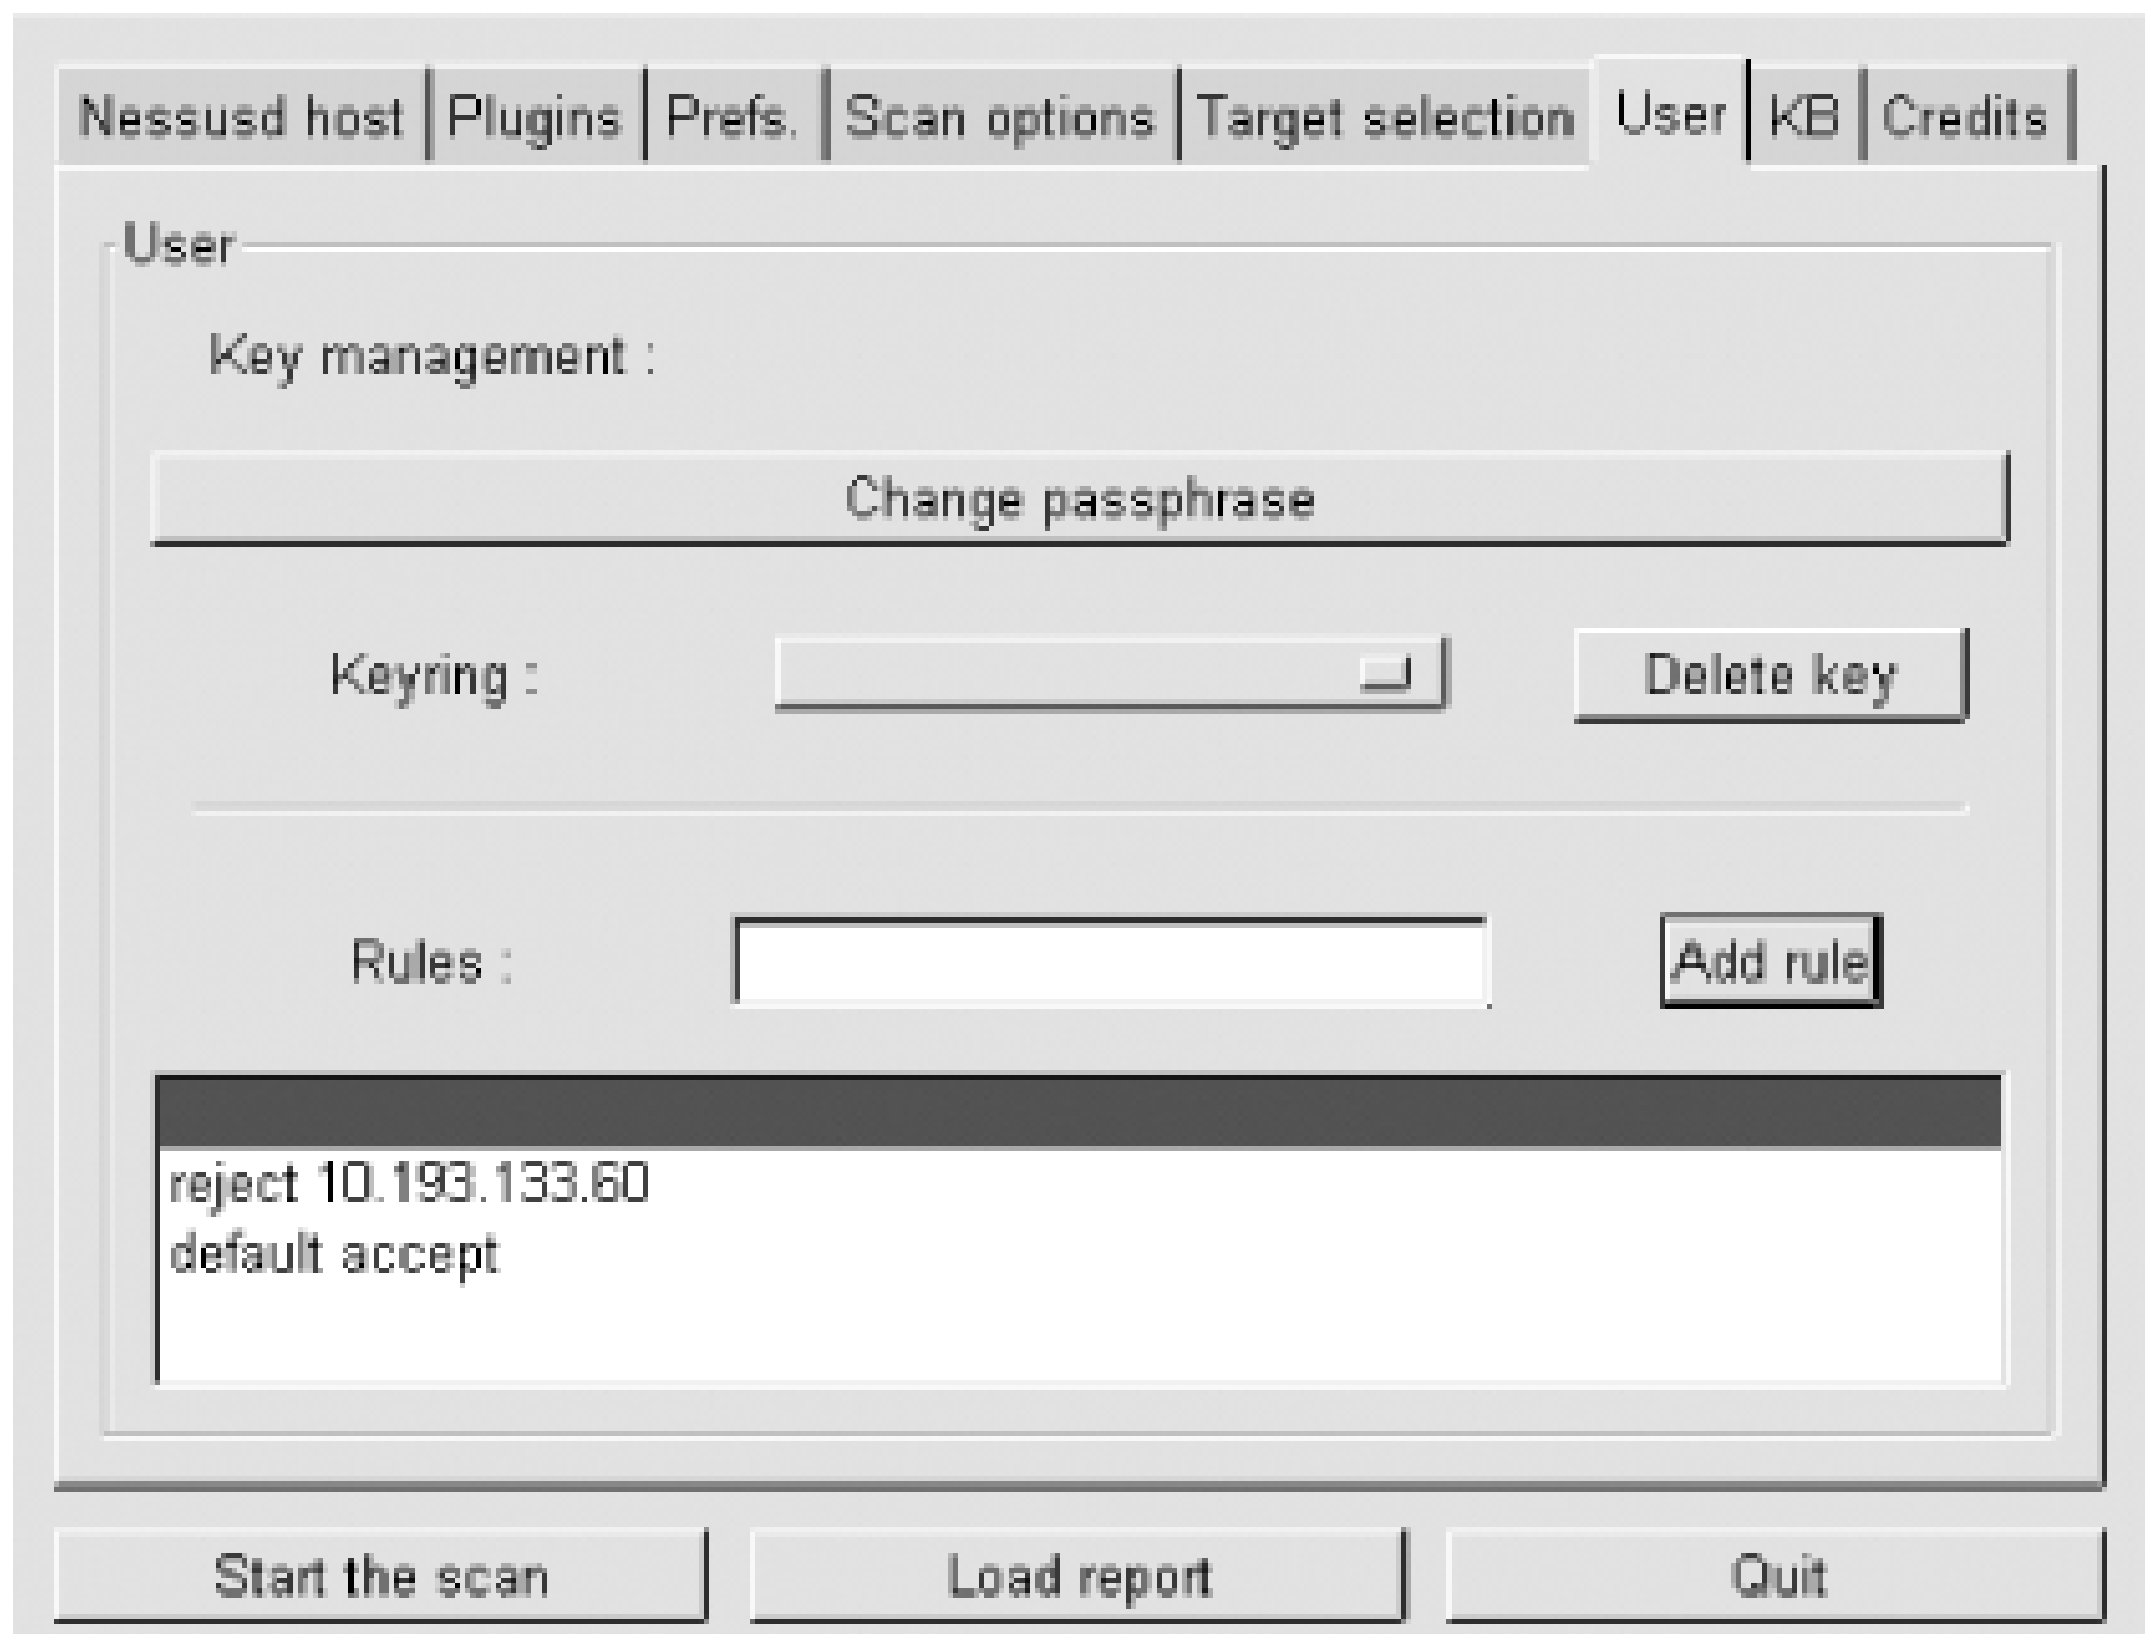 Nessusd host Plugins Prefs. Scan options Target selection User KB Credits
User
Key management :
Change passphrase
Keyring : Delete key
Rules : Add rule
reject 10.193.133.60
default accept
Start the scan Load report Quit